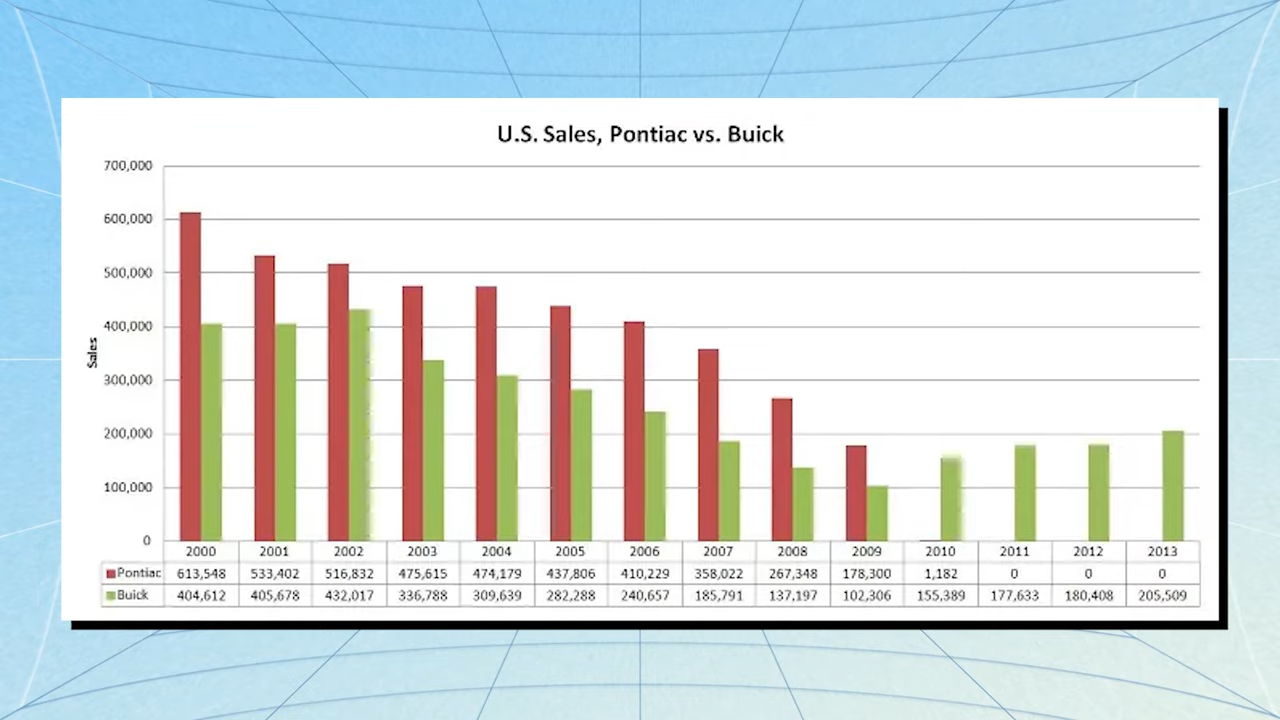 U.S. Sales, Pontiac vs. Buick
700,000
600,000
500,000
400,000
300,000
200,000
100,000
0
Sales
2000 2001 2002 2003 2004 2005 2006 2007 2008 2009 2010 2011 2012 2013
Pontiac 613,548 533,402 516,832 475,615 474,179 437,806 410,229 358,022 267,348 178,300 1,182 0 0 0
Buick 404,612 405,678 432,017 336,788 309,639 282,288 240,657 185,791 137,197 102,306 155,389 177,633 180,408 205,509